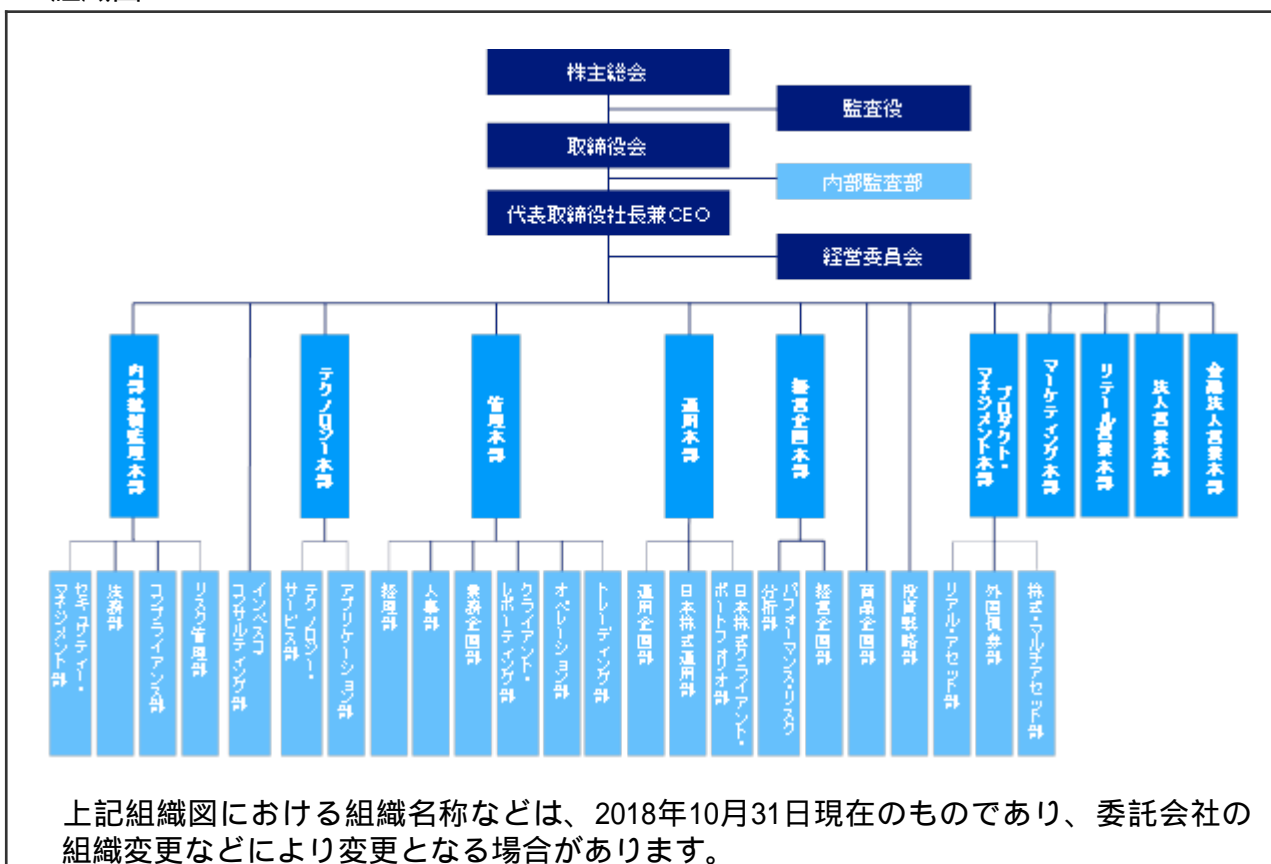 株主総会
監査役
取締役会
内部監査部
代表取締役社長兼CEO
経営委員会
内部統制監理本部
テクノロジー本部
管理本部
運用本部
経営企画本部
プロダクト・
マネジメント本部
マーケティング本部
リテール営業本部
法人営業本部
金融法人営業本部
セキュリティー・
マネジメント部
法務部
コンプライアンス部
リスク管理部
インベスコ
コンサルティング部
テクノロジー・
サービス部
アプリケーション部
経理部
人事部
業務企画部
クライアント・
レポーティング部
オペレーション部
トレーディング部
運用企画部
日本株式運用部
日本株式クライアント・
ポートフォリオ部
パフォーマンス・リスク
分析部
経営企画部
商品企画部
投資戦略部
リアル・アセット部
外国債券部
株式・マルチアセット部
上記組織図における組織名称などは、2018年10月31日現在のものであり、委託会社の
組織変更などにより変更となる場合があります。